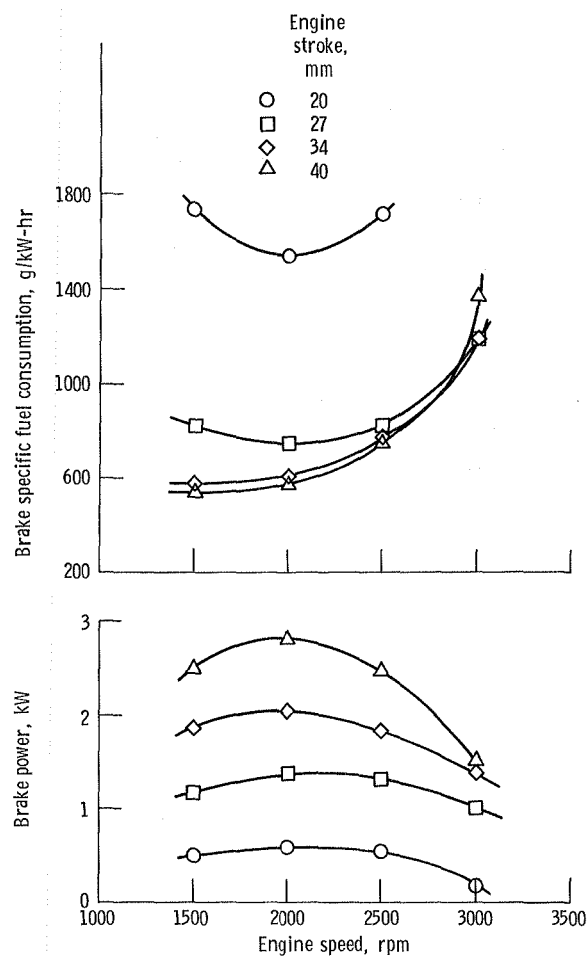 Engine
stroke,
mm
20
27
34
40
Brake specific fuel consumption, g/kW-hr
1800
1400
1000
600
200
Brake power, kW
3
2
1
0
1000 1500 2000 2500 3000 3500
Engine speed, rpm